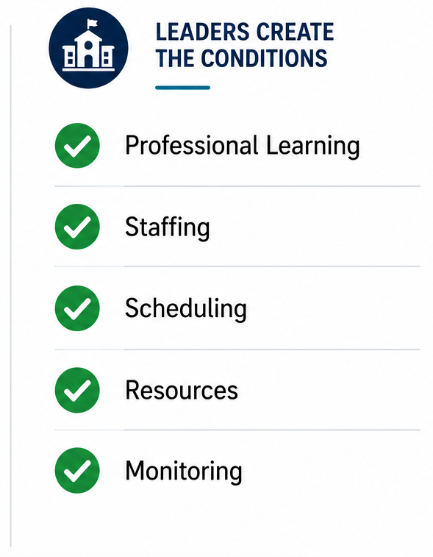 LEADERS CREATE
THE CONDITIONS
Professional Learning
Staffing
Scheduling
Resources
Monitoring